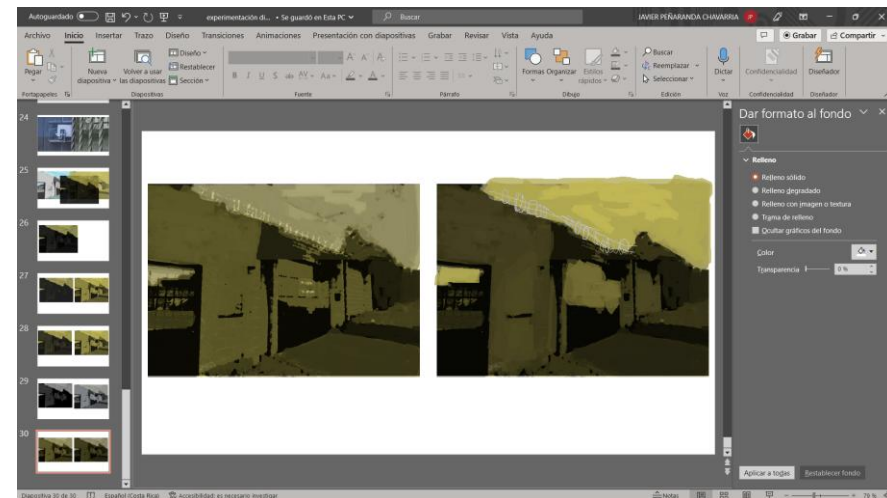 Autoguardado
experimentación di... • Se guardó en Esta PC
Buscar
JAVIER PEÑARANDA CHAVARRIA
Archivo Inicio Insertar Trazo Diseño Transiciones Animaciones Presentación con diapositivas Grabar Revisar Vista Ayuda
Grabar Compartir
Pegar
Nueva diapositiva
Volver a usar las diapositivas
Diseño
Restablecer
Sección
N K S ab AV Aa A
Formas Organizar Estilos rápidos
Buscar
Reemplazar
Seleccionar
Dictar
Confidencialidad
Diseñador
Portapapeles Diapositivas Fuente Párrafo Dibujo Edición Voz Confidencialidad Diseñador
24
25
26
27
28
29
30
Dar formato al fondo
Relleno
Relleno sólido
Relleno degradado
Relleno con imagen o textura
Trama de relleno
Ocultar gráficos del fondo
Color
Transparencia 0 %
Aplicar a todas Restablecer fondo
Diapositiva 30 de 30 Español (Costa Rica) Accesibilidad: es necesario investigar Notas 76 %